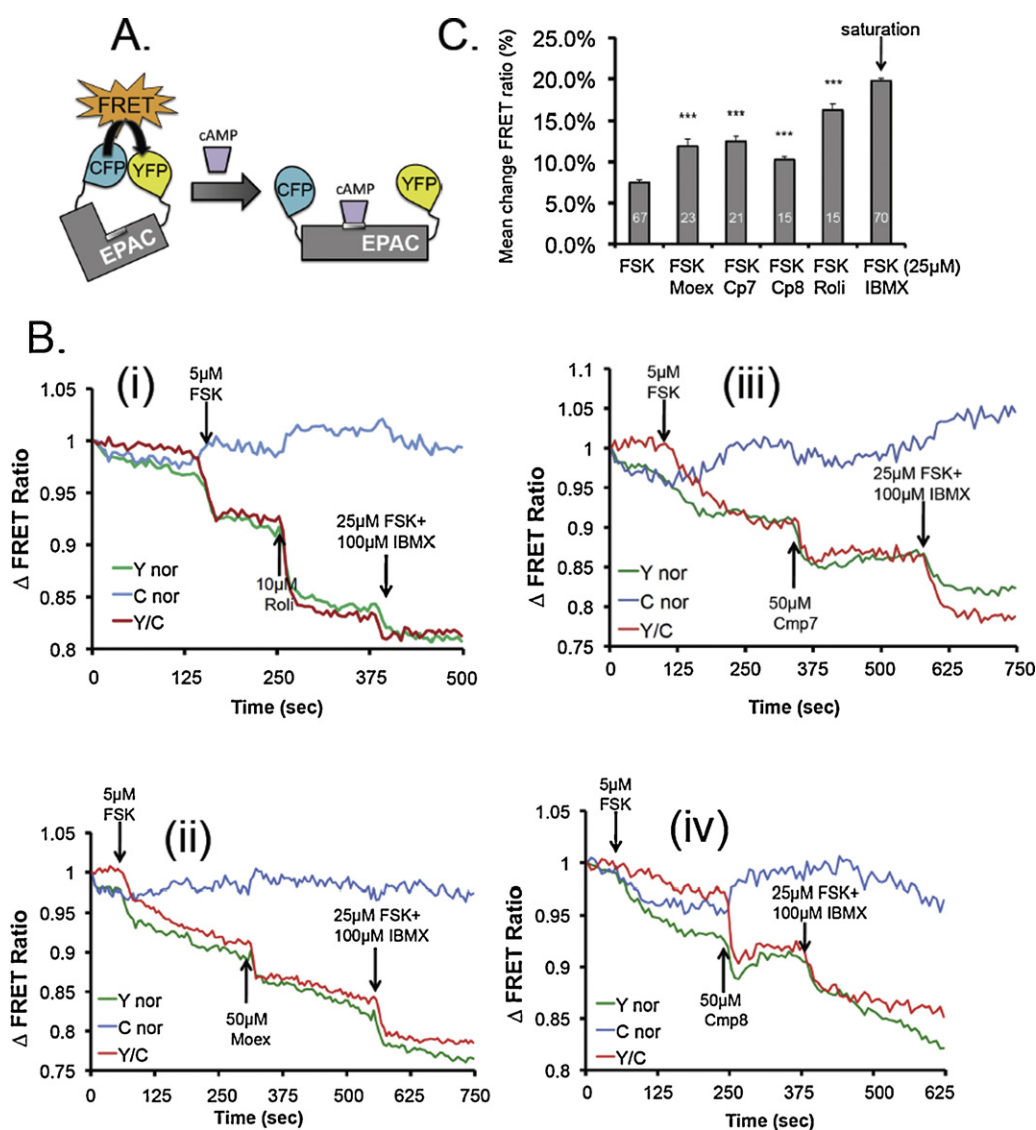 A.
FRET
CFP
YFP
EPAC
cAMP
CFP
cAMP
YFP
EPAC
C.
Mean change FRET ratio (%)
25.0%
20.0%
15.0%
10.0%
5.0%
0.0%
saturation
***
***
***
***
67
23
21
15
15
70
FSK FSK FSK FSK FSK FSK (25µM)
Moex Cp7 Cp8 Roli IBMX
B.
(i)
Δ FRET Ratio
1.05
1
0.95
0.9
0.85
0.8
5µM
FSK
10µM
Roli
25µM FSK+
100µM IBMX
Y nor
C nor
Y/C
0 125 250 375 500
Time (sec)
(iii)
Δ FRET Ratio
1.1
1.05
1
0.95
0.9
0.85
0.8
0.75
5µM
FSK
50µM
Cmp7
25µM FSK+
100µM IBMX
Y nor
C nor
Y/C
0 125 250 375 500 625 750
Time (sec)
(ii)
Δ FRET Ratio
1.05
1
0.95
0.9
0.85
0.8
0.75
5µM
FSK
50µM
Moex
25µM FSK+
100µM IBMX
Y nor
C nor
Y/C
0 125 250 375 500 625 750
Time (sec)
(iv)
Δ FRET Ratio
1.05
1
0.95
0.9
0.85
0.8
5µM
FSK
50µM
Cmp8
25µM FSK+
100µM IBMX
Y nor
C nor
Y/C
0 125 250 375 500 625
Time (sec)